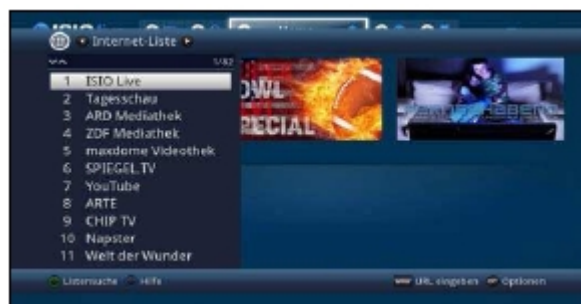 Internet-Liste
1/82
1 ISIO Live
2 Tagesschau
3 ARD Mediathek
4 ZDF Mediathek
5 maxdome Videothek
6 SPIEGEL.TV
7 YouTube
8 ARTE
9 CHIP TV
10 Napster
11 Welt der Wunder
Listensuche Hilfe
URL eingeben Optionen